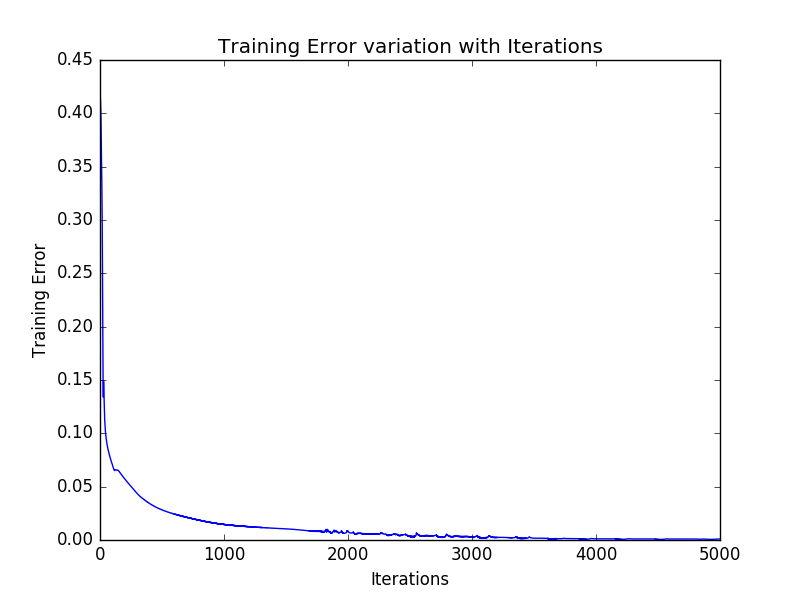 Training Error variation with Iterations
0.45
0.40
0.35
0.30
0.25
0.20
0.15
0.10
0.05
0.00
Training Error
0 1000 2000 3000 4000 5000
Iterations